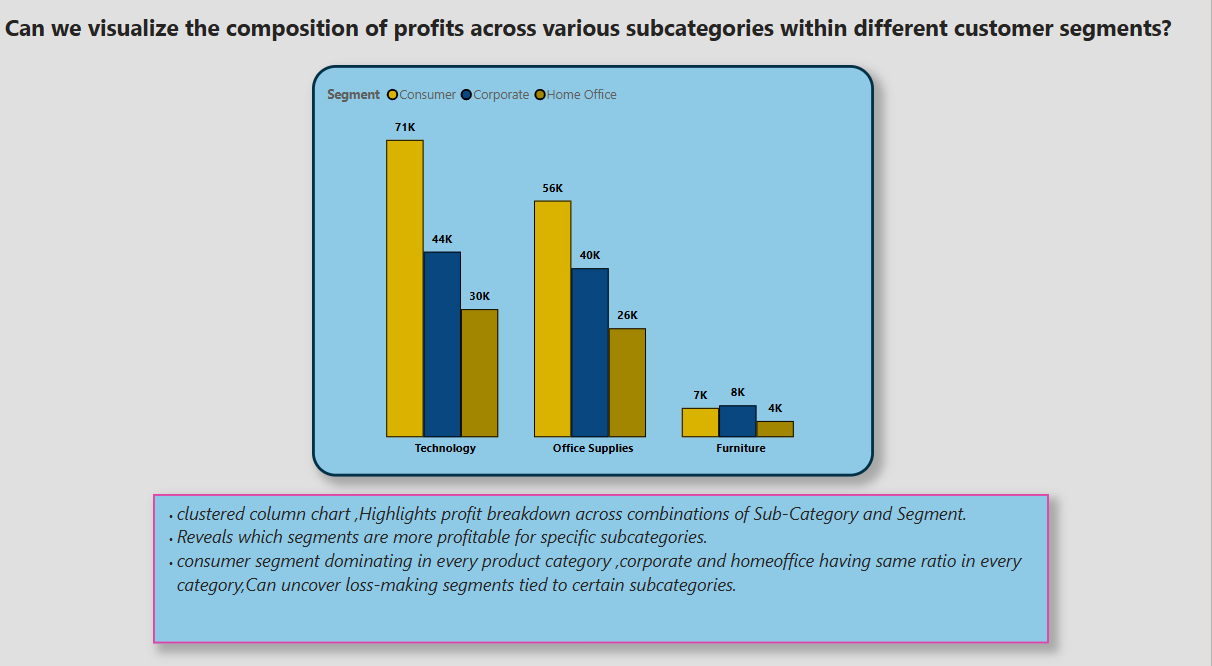 Can we visualize the composition of profits across various subcategories within different customer segments?
Segment Consumer Corporate Home Office
71K
56K
44K
40K
30K
26K
7K
8K
4K
Technology
Office Supplies
Furniture
• clustered column chart ,Highlights profit breakdown across combinations of Sub-Category and Segment.
• Reveals which segments are more profitable for specific subcategories.
• consumer segment dominating in every product category ,corporate and homeoffice having same ratio in every
category,Can uncover loss-making segments tied to certain subcategories.